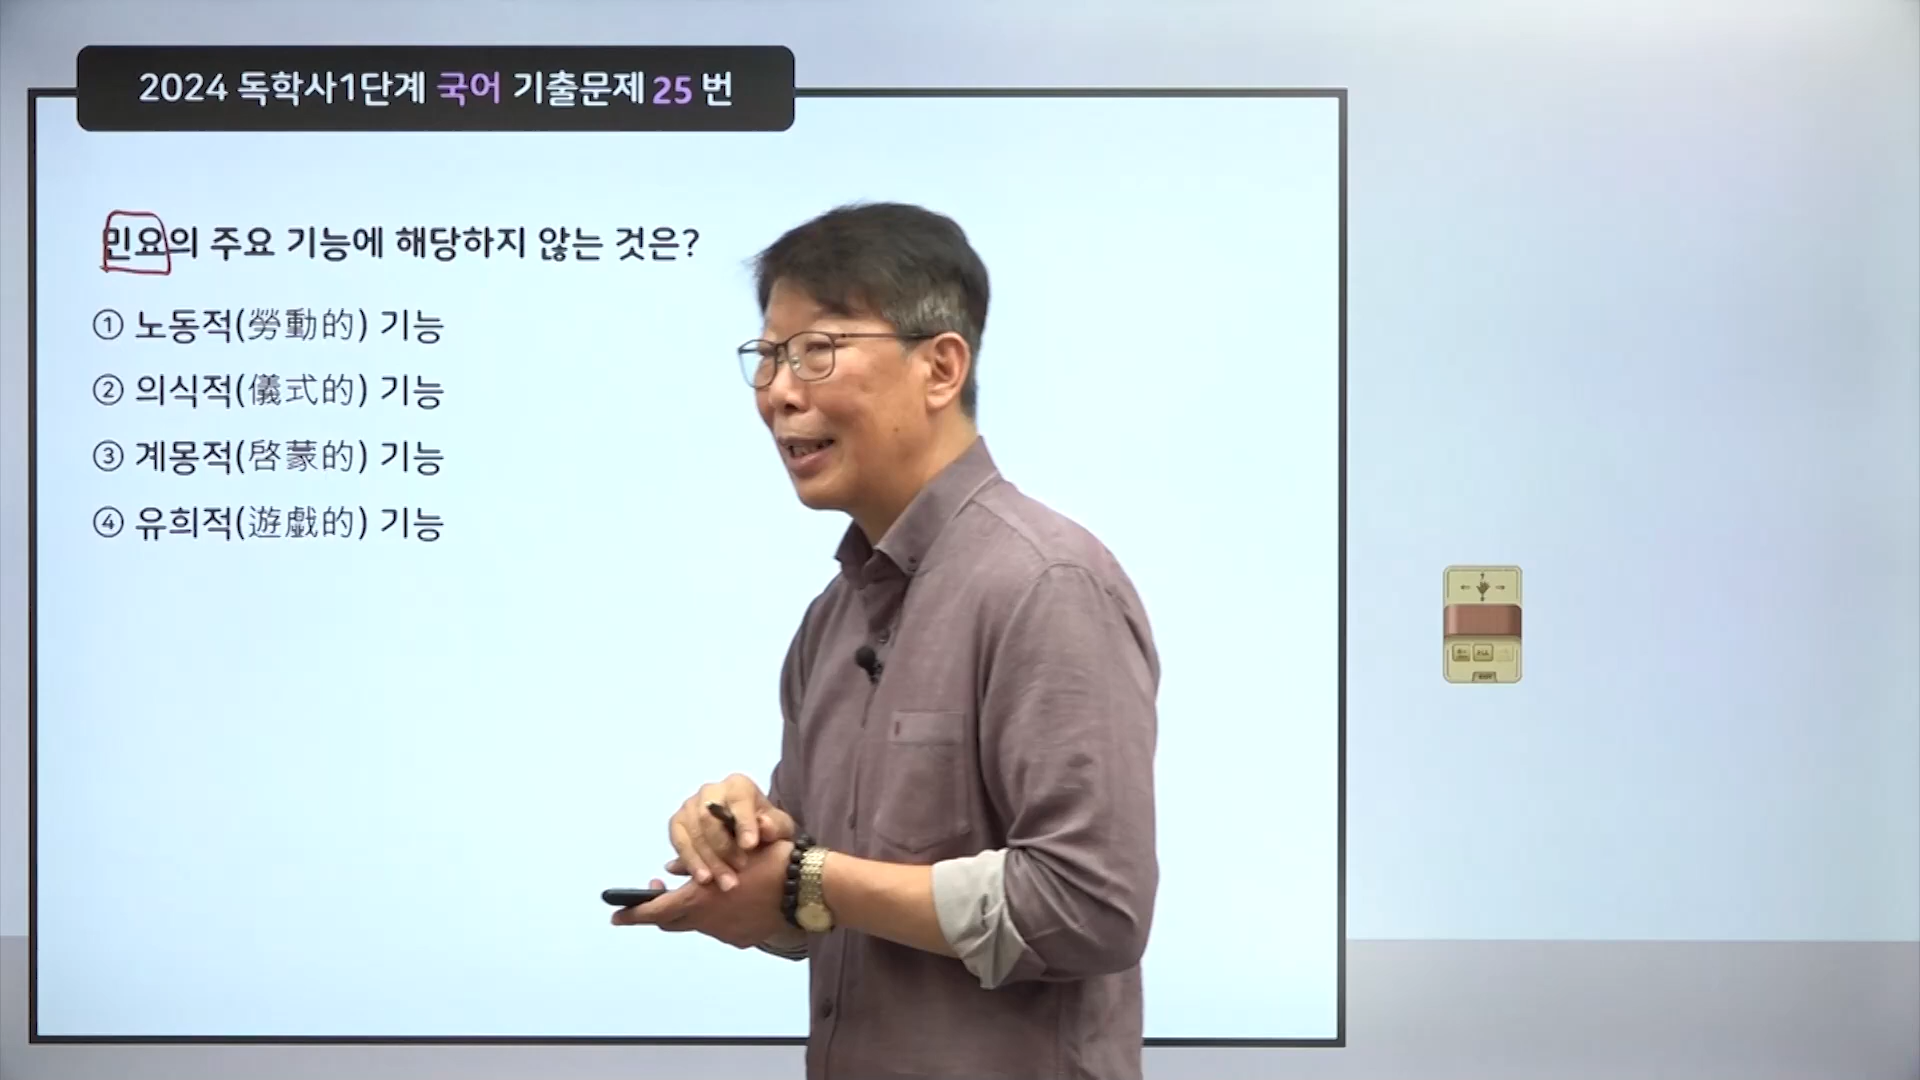 2024 독학사1단계 국어 기출문제 25 번
민요의 주요 기능에 해당하지 않는 것은?
① 노동적(勞動的) 기능
② 의식적(儀式的) 기능
③ 계몽적(啓蒙的) 기능
④ 유희적(遊戱的) 기능